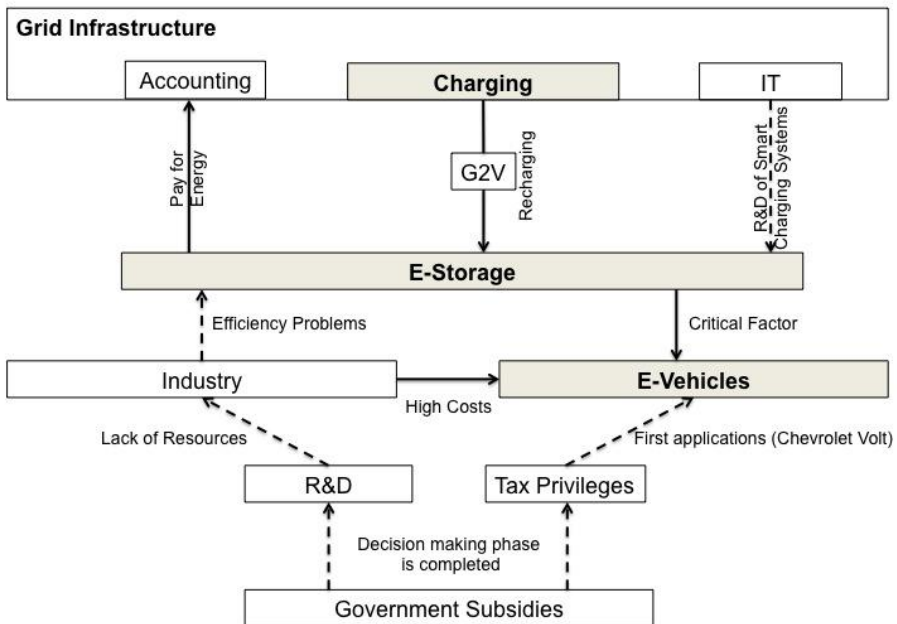 Grid Infrastructure
Accounting
Charging
IT
Pay for
Energy
G2V
Recharging
R&D of Smart
Charging Systems
E-Storage
Efficiency Problems
Critical Factor
Industry
E-Vehicles
High Costs
Lack of Resources
First applications (Chevrolet Volt)
R&D
Tax Privileges
Decision making phase
is completed
Government Subsidies